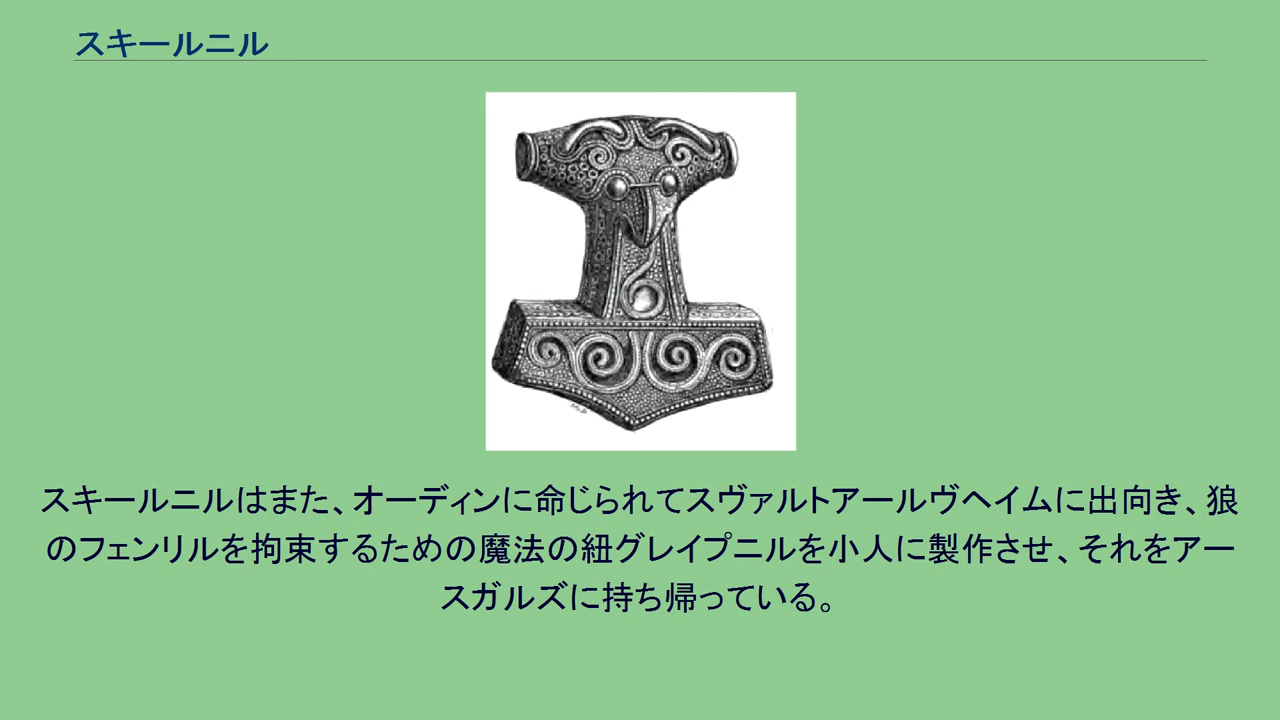 スキールニル
スキールニルはまた、オーディンに命じられてスヴァルトアールヴヘイムに出向き、狼
のフェンリルを拘束するための魔法の紐グレイプニルを小人に製作させ、それをアー
スガルズに持ち帰っている。